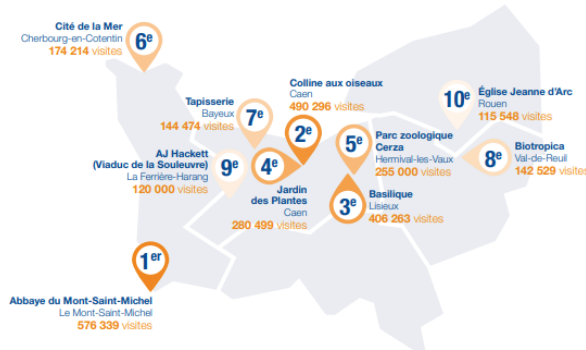 Cité de la Mer
Cherbourg-en-Cotentin
174 214 visites
6e
Tapisserie
Bayeux
144 474 visites
7e
Colline aux oiseaux
Caen
490 296 visites
2e
AJ Hackett
(Viaduc de la Souleuvre)
La Ferrière-Harang
120 000 visites
9e
4e
Jardin
des Plantes
Caen
280 499 visites
5e
Parc zoologique
Cerza
Hermival-les-Vaux
255 000 visites
3e
Basilique
Lisieux
406 263 visites
10e
Église Jeanne d'Arc
Rouen
115 548 visites
8e
Biotropica
Val-de-Reuil
142 529 visites
1er
Abbaye du Mont-Saint-Michel
Le Mont-Saint-Michel
576 339 visites